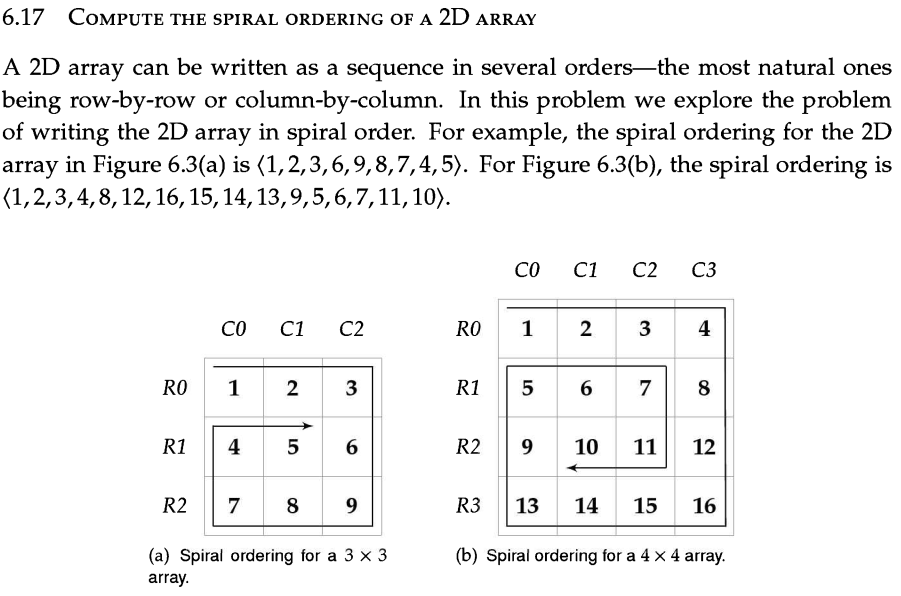 6.17 COMPUTE THE SPIRAL ORDERING OF A 2D ARRAY
A 2D array can be written as a sequence in several orders—the most natural ones
being row-by-row or column-by-column. In this problem we explore the problem
of writing the 2D array in spiral order. For example, the spiral ordering for the 2D
array in Figure 6.3(a) is ⟨1,2,3,6,9,8,7,4,5⟩. For Figure 6.3(b), the spiral ordering is
⟨1,2,3,4,8,12,16,15,14,13,9,5,6,7,11,10⟩.
C0 C1 C2
R0 1 2 3
R1 4 5 6
R2 7 8 9
(a) Spiral ordering for a 3 × 3
array.
C0 C1 C2 C3
R0 1 2 3 4
R1 5 6 7 8
R2 9 10 11 12
R3 13 14 15 16
(b) Spiral ordering for a 4 × 4 array.